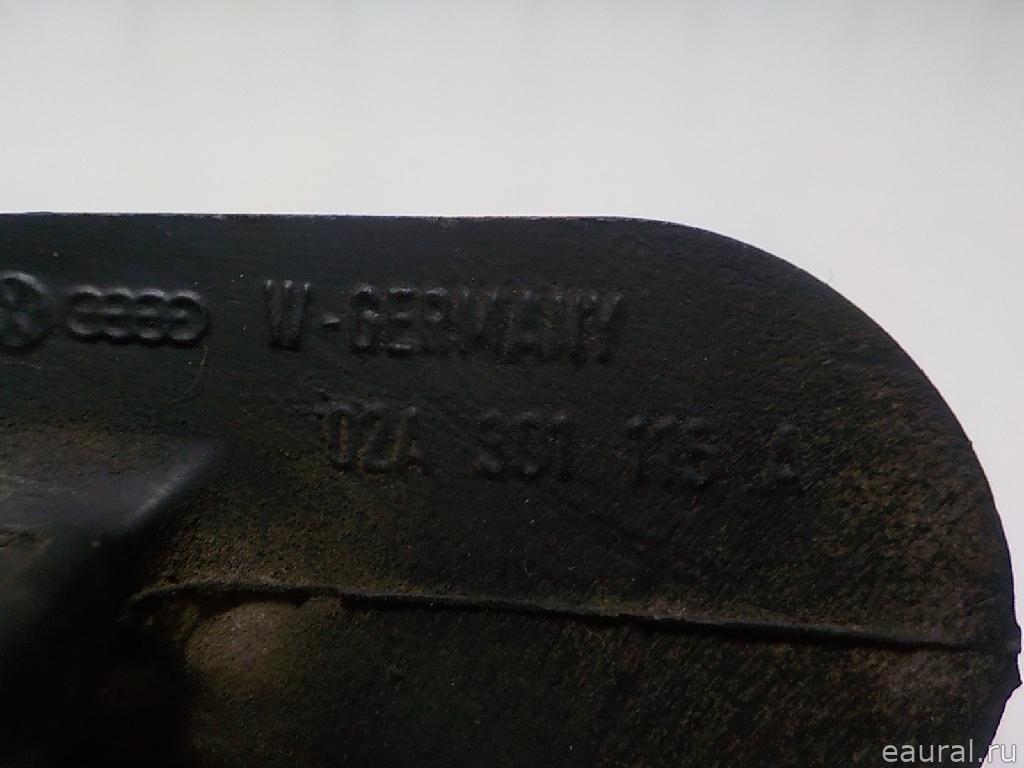 W-GERMANY
02A 301 115 A
eaural.ru